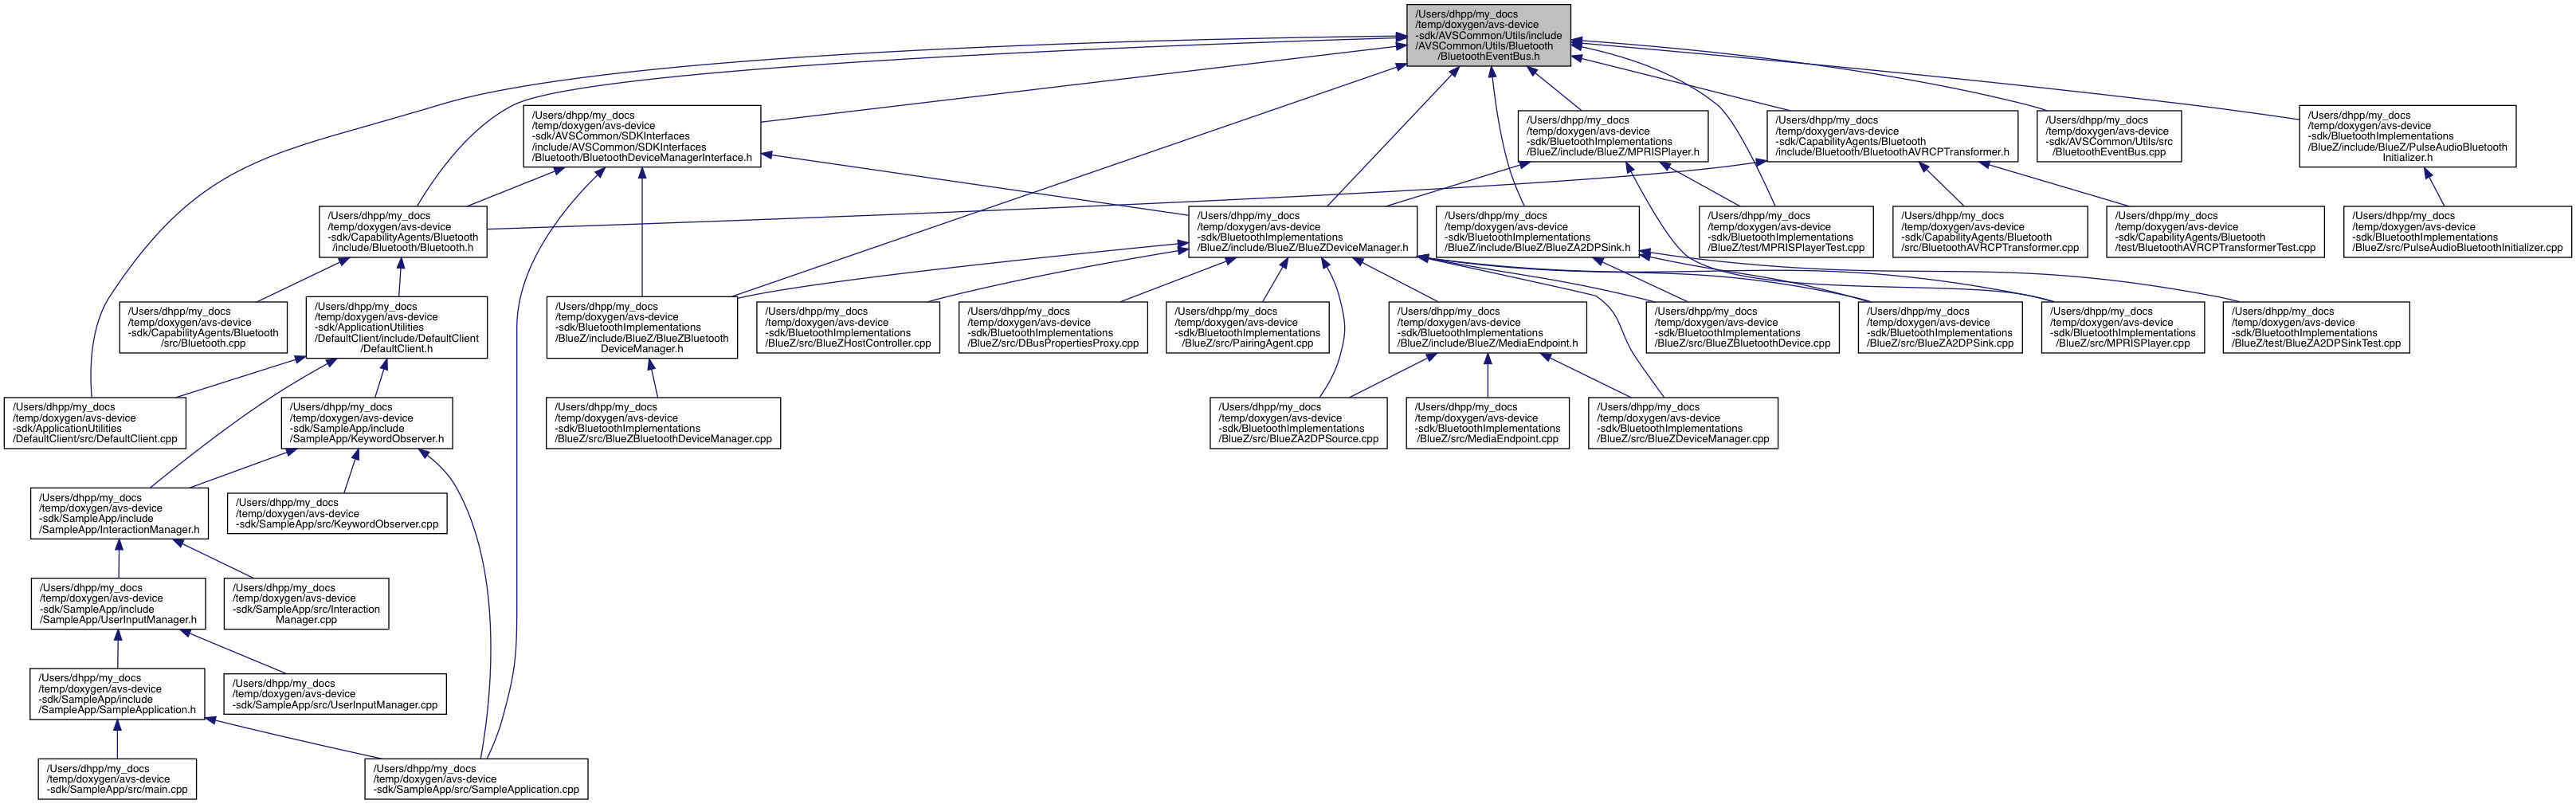 /Users/dhpp/my_docs
/temp/doxygen/avs-device
-sdk/AVSCommon/Utils/include
/AVSCommon/Utils/Bluetooth
/BluetoothEventBus.h
/Users/dhpp/my_docs
/temp/doxygen/avs-device
-sdk/AVSCommon/SDKInterfaces
/include/AVSCommon/SDKInterfaces
/Bluetooth/BluetoothDeviceManagerInterface.h
/Users/dhpp/my_docs
/temp/doxygen/avs-device
-sdk/BluetoothImplementations
/BlueZ/include/BlueZ/MPRISPlayer.h
/Users/dhpp/my_docs
/temp/doxygen/avs-device
-sdk/CapabilityAgents/Bluetooth
/include/Bluetooth/BluetoothAVRCPTransformer.h
/Users/dhpp/my_docs
/temp/doxygen/avs-device
-sdk/AVSCommon/Utils/src
/BluetoothEventBus.cpp
/Users/dhpp/my_docs
/temp/doxygen/avs-device
-sdk/BluetoothImplementations
/BlueZ/include/BlueZ/PulseAudioBluetooth
Initializer.h
/Users/dhpp/my_docs
/temp/doxygen/avs-device
-sdk/CapabilityAgents/Bluetooth
/include/Bluetooth/Bluetooth.h
/Users/dhpp/my_docs
/temp/doxygen/avs-device
-sdk/BluetoothImplementations
/BlueZ/include/BlueZ/BlueZDeviceManager.h
/Users/dhpp/my_docs
/temp/doxygen/avs-device
-sdk/BluetoothImplementations
/BlueZ/include/BlueZ/BlueZA2DPSink.h
/Users/dhpp/my_docs
/temp/doxygen/avs-device
-sdk/BluetoothImplementations
/BlueZ/test/MPRISPlayerTest.cpp
/Users/dhpp/my_docs
/temp/doxygen/avs-device
-sdk/CapabilityAgents/Bluetooth
/src/BluetoothAVRCPTransformer.cpp
/Users/dhpp/my_docs
/temp/doxygen/avs-device
-sdk/CapabilityAgents/Bluetooth
/test/BluetoothAVRCPTransformerTest.cpp
/Users/dhpp/my_docs
/temp/doxygen/avs-device
-sdk/BluetoothImplementations
/BlueZ/src/PulseAudioBluetoothInitializer.cpp
/Users/dhpp/my_docs
/temp/doxygen/avs-device
-sdk/CapabilityAgents/Bluetooth
/src/Bluetooth.cpp
/Users/dhpp/my_docs
/temp/doxygen/avs-device
-sdk/ApplicationUtilities
/DefaultClient/include/DefaultClient
/DefaultClient.h
/Users/dhpp/my_docs
/temp/doxygen/avs-device
-sdk/BluetoothImplementations
/BlueZ/include/BlueZ/BlueZBluetooth
DeviceManager.h
/Users/dhpp/my_docs
/temp/doxygen/avs-device
-sdk/BluetoothImplementations
/BlueZ/src/BlueZHostController.cpp
/Users/dhpp/my_docs
/temp/doxygen/avs-device
-sdk/BluetoothImplementations
/BlueZ/src/DBusPropertiesProxy.cpp
/Users/dhpp/my_docs
/temp/doxygen/avs-device
-sdk/BluetoothImplementations
/BlueZ/src/PairingAgent.cpp
/Users/dhpp/my_docs
/temp/doxygen/avs-device
-sdk/BluetoothImplementations
/BlueZ/include/BlueZ/MediaEndpoint.h
/Users/dhpp/my_docs
/temp/doxygen/avs-device
-sdk/BluetoothImplementations
/BlueZ/src/BlueZBluetoothDevice.cpp
/Users/dhpp/my_docs
/temp/doxygen/avs-device
-sdk/BluetoothImplementations
/BlueZ/src/BlueZA2DPSink.cpp
/Users/dhpp/my_docs
/temp/doxygen/avs-device
-sdk/BluetoothImplementations
/BlueZ/src/MPRISPlayer.cpp
/Users/dhpp/my_docs
/temp/doxygen/avs-device
-sdk/BluetoothImplementations
/BlueZ/test/BlueZA2DPSinkTest.cpp
/Users/dhpp/my_docs
/temp/doxygen/avs-device
-sdk/ApplicationUtilities
/DefaultClient/src/DefaultClient.cpp
/Users/dhpp/my_docs
/temp/doxygen/avs-device
-sdk/SampleApp/include
/SampleApp/KeywordObserver.h
/Users/dhpp/my_docs
/temp/doxygen/avs-device
-sdk/BluetoothImplementations
/BlueZ/src/BlueZBluetoothDeviceManager.cpp
/Users/dhpp/my_docs
/temp/doxygen/avs-device
-sdk/BluetoothImplementations
/BlueZ/src/BlueZA2DPSource.cpp
/Users/dhpp/my_docs
/temp/doxygen/avs-device
-sdk/BluetoothImplementations
/BlueZ/src/MediaEndpoint.cpp
/Users/dhpp/my_docs
/temp/doxygen/avs-device
-sdk/BluetoothImplementations
/BlueZ/src/BlueZDeviceManager.cpp
/Users/dhpp/my_docs
/temp/doxygen/avs-device
-sdk/SampleApp/include
/SampleApp/InteractionManager.h
/Users/dhpp/my_docs
/temp/doxygen/avs-device
-sdk/SampleApp/src/KeywordObserver.cpp
/Users/dhpp/my_docs
/temp/doxygen/avs-device
-sdk/SampleApp/include
/SampleApp/UserInputManager.h
/Users/dhpp/my_docs
/temp/doxygen/avs-device
-sdk/SampleApp/src/Interaction
Manager.cpp
/Users/dhpp/my_docs
/temp/doxygen/avs-device
-sdk/SampleApp/include
/SampleApp/SampleApplication.h
/Users/dhpp/my_docs
/temp/doxygen/avs-device
-sdk/SampleApp/src/UserInputManager.cpp
/Users/dhpp/my_docs
/temp/doxygen/avs-device
-sdk/SampleApp/src/main.cpp
/Users/dhpp/my_docs
/temp/doxygen/avs-device
-sdk/SampleApp/src/SampleApplication.cpp